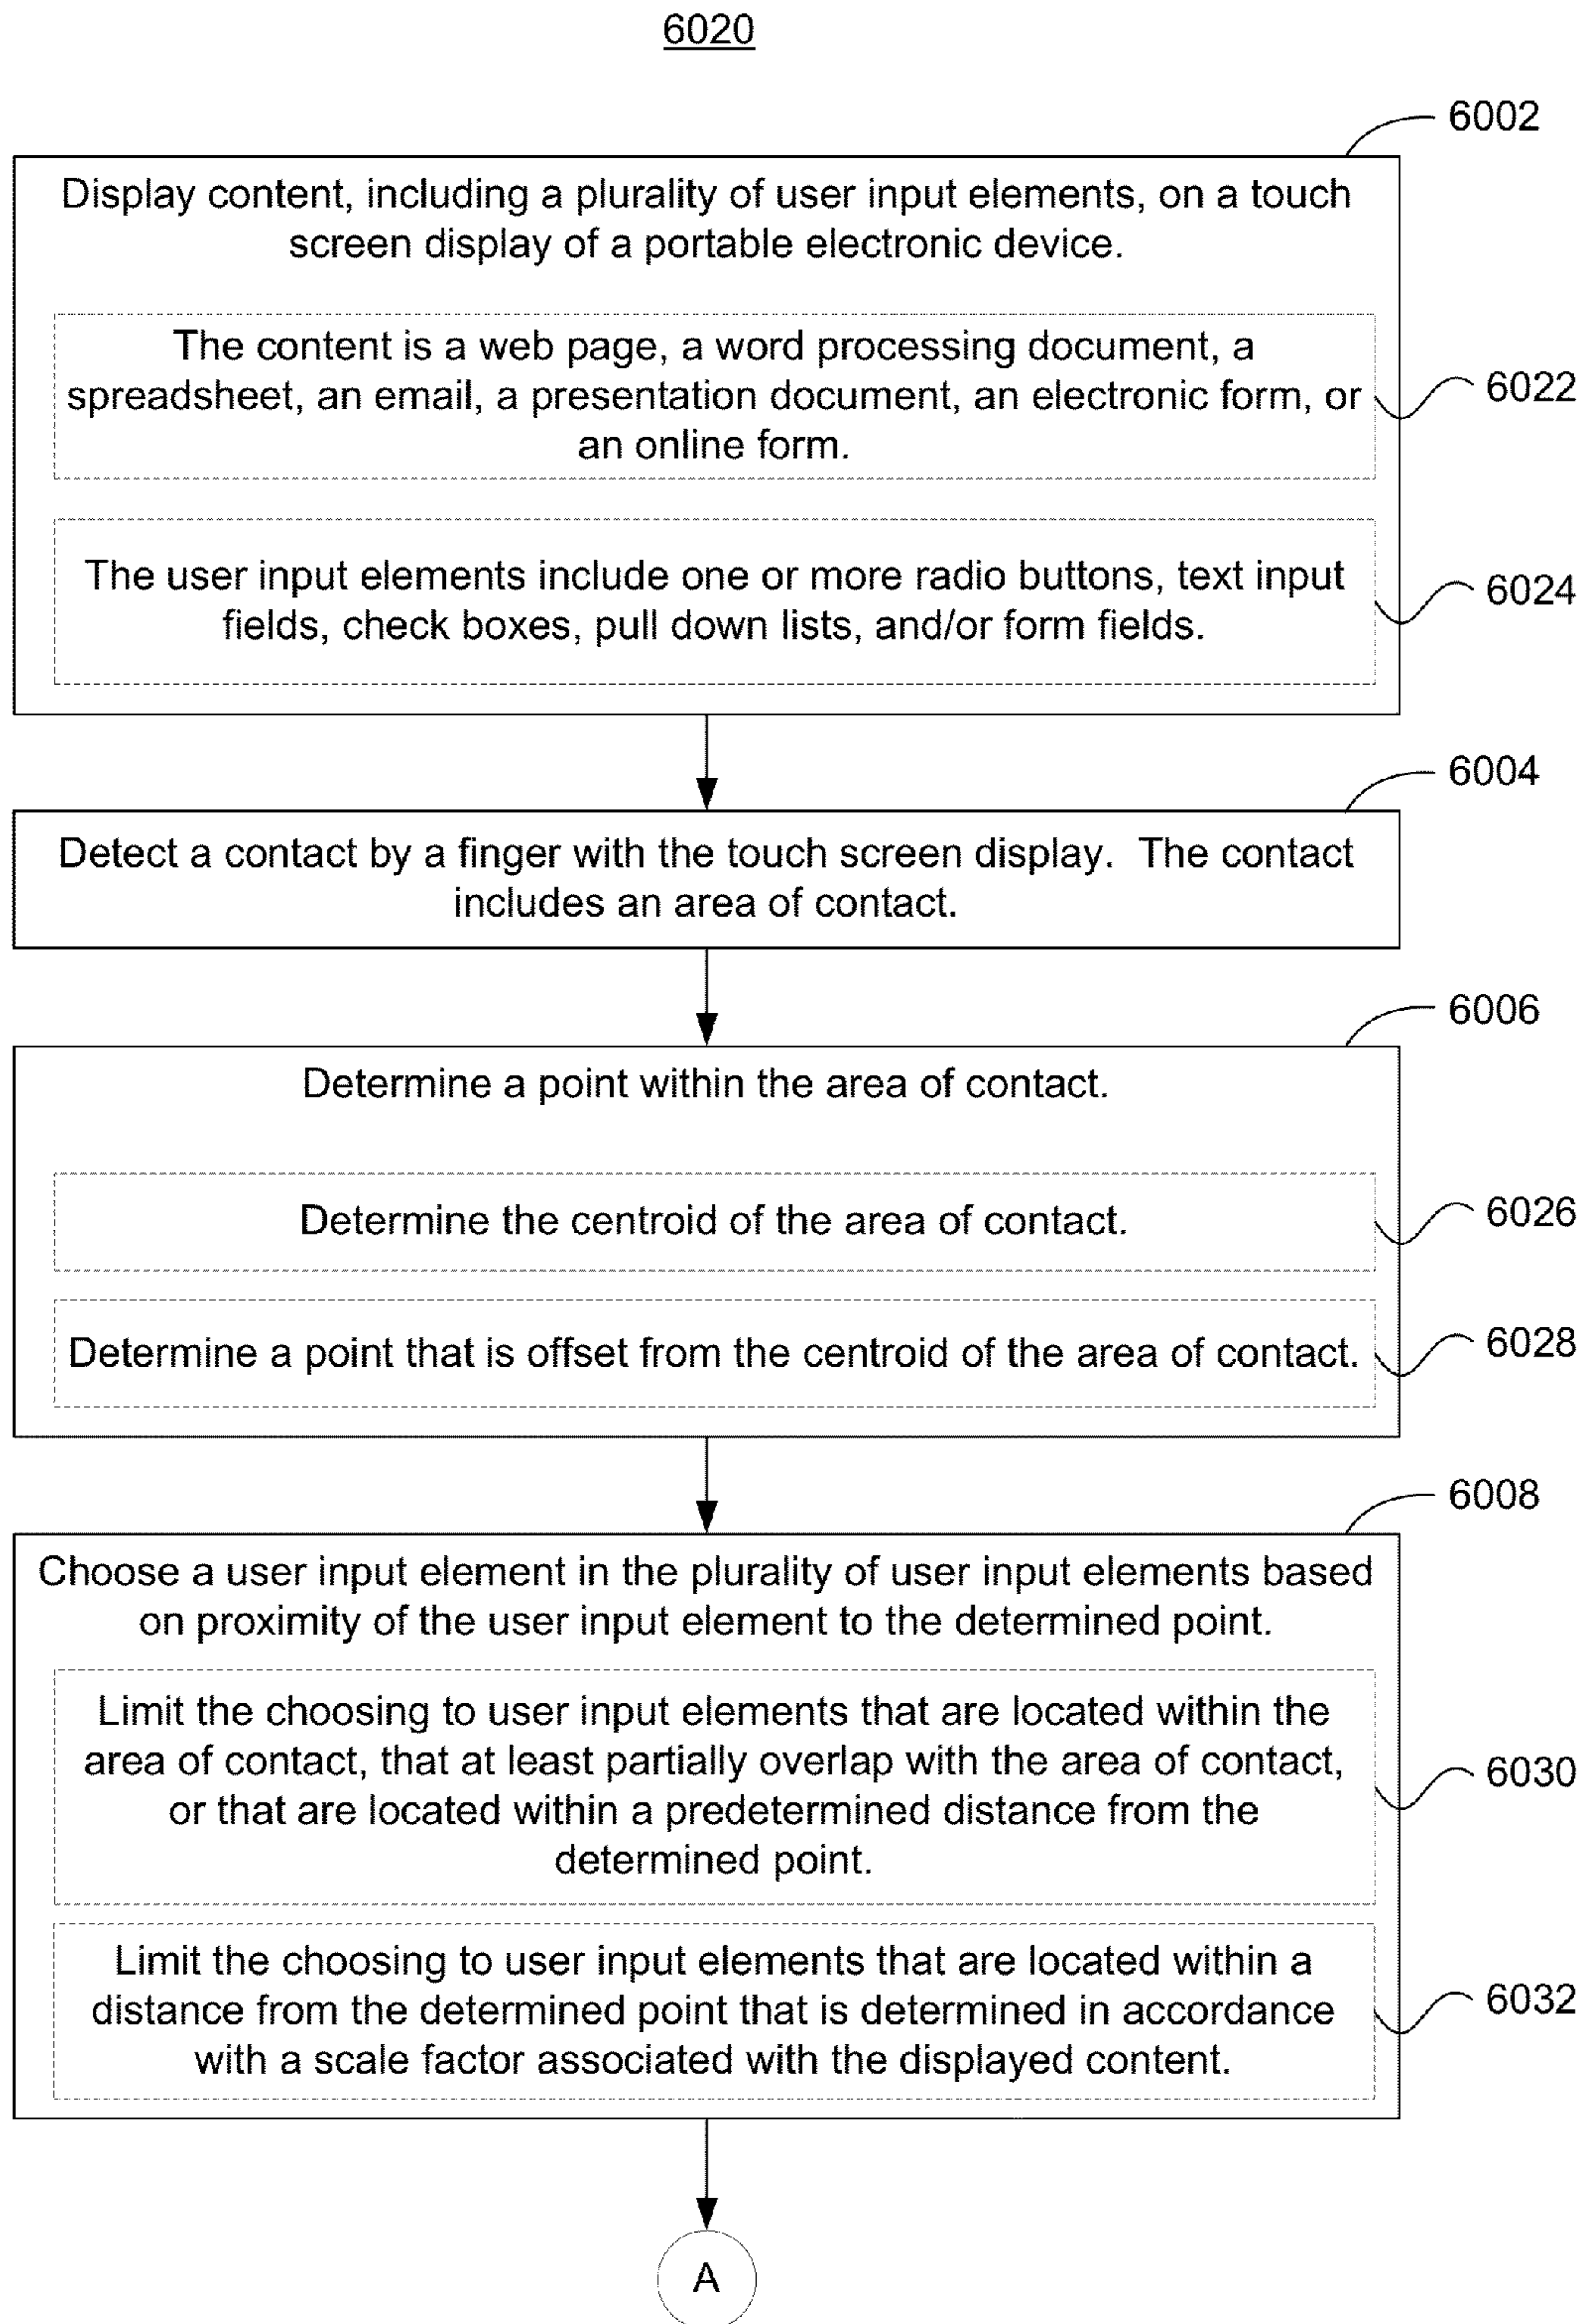 6020
6002
Display content, including a plurality of user input elements, on a touch
screen display of a portable electronic device.
The content is a web page, a word processing document, a
spreadsheet, an email, a presentation document, an electronic form, or
an online form.
6022
The user input elements include one or more radio buttons, text input
fields, check boxes, pull down lists, and/or form fields.
6024
6004
Detect a contact by a finger with the touch screen display.  The contact
includes an area of contact.
6006
Determine a point within the area of contact.
Determine the centroid of the area of contact.
6026
Determine a point that is offset from the centroid of the area of contact.
6028
6008
Choose a user input element in the plurality of user input elements based
on proximity of the user input element to the determined point.
Limit the choosing to user input elements that are located within the
area of contact, that at least partially overlap with the area of contact,
or that are located within a predetermined distance from the
determined point.
6030
Limit the choosing to user input elements that are located within a
distance from the determined point that is determined in accordance
with a scale factor associated with the displayed content.
6032
A